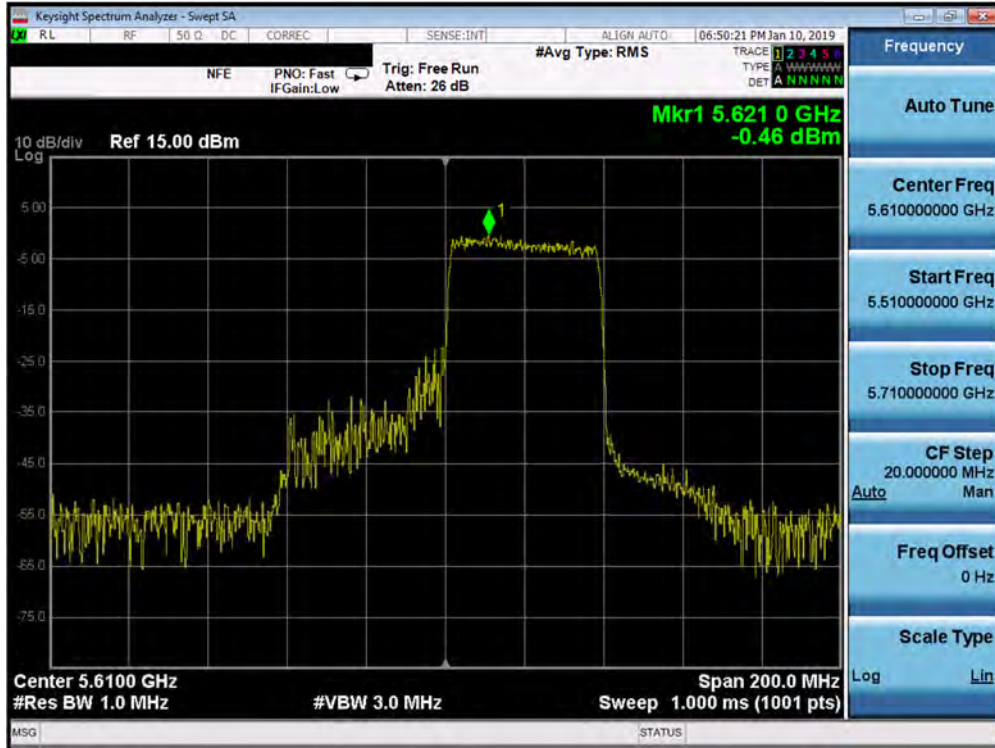 Keysight Spectrum Analyzer - Swept SA
LXI RL RF 50 Ω DC CORREC SENSE:INT ALIGN AUTO 06:50:21 PM Jan 10, 2019
#Avg Type: RMS TRACE 1 2 3 4 5 6
NFE PNO: Fast Trig: Free Run TYPE A WWWWW
IFGain:Low Atten: 26 dB DET A N N N N N
Mkr1 5.621 0 GHz
10 dB/div Ref 15.00 dBm -0.46 dBm
Log
1
5.00
-5.00
-15.0
-25.0
-35.0
-45.0
-55.0
-65.0
-75.0
Center 5.6100 GHz Span 200.0 MHz
#Res BW 1.0 MHz #VBW 3.0 MHz Sweep 1.000 ms (1001 pts)
MSG STATUS
Frequency
Auto Tune
Center Freq
5.610000000 GHz
Start Freq
5.510000000 GHz
Stop Freq
5.710000000 GHz
CF Step
20.000000 MHz
Auto Man
Freq Offset
0 Hz
Scale Type
Log Lin